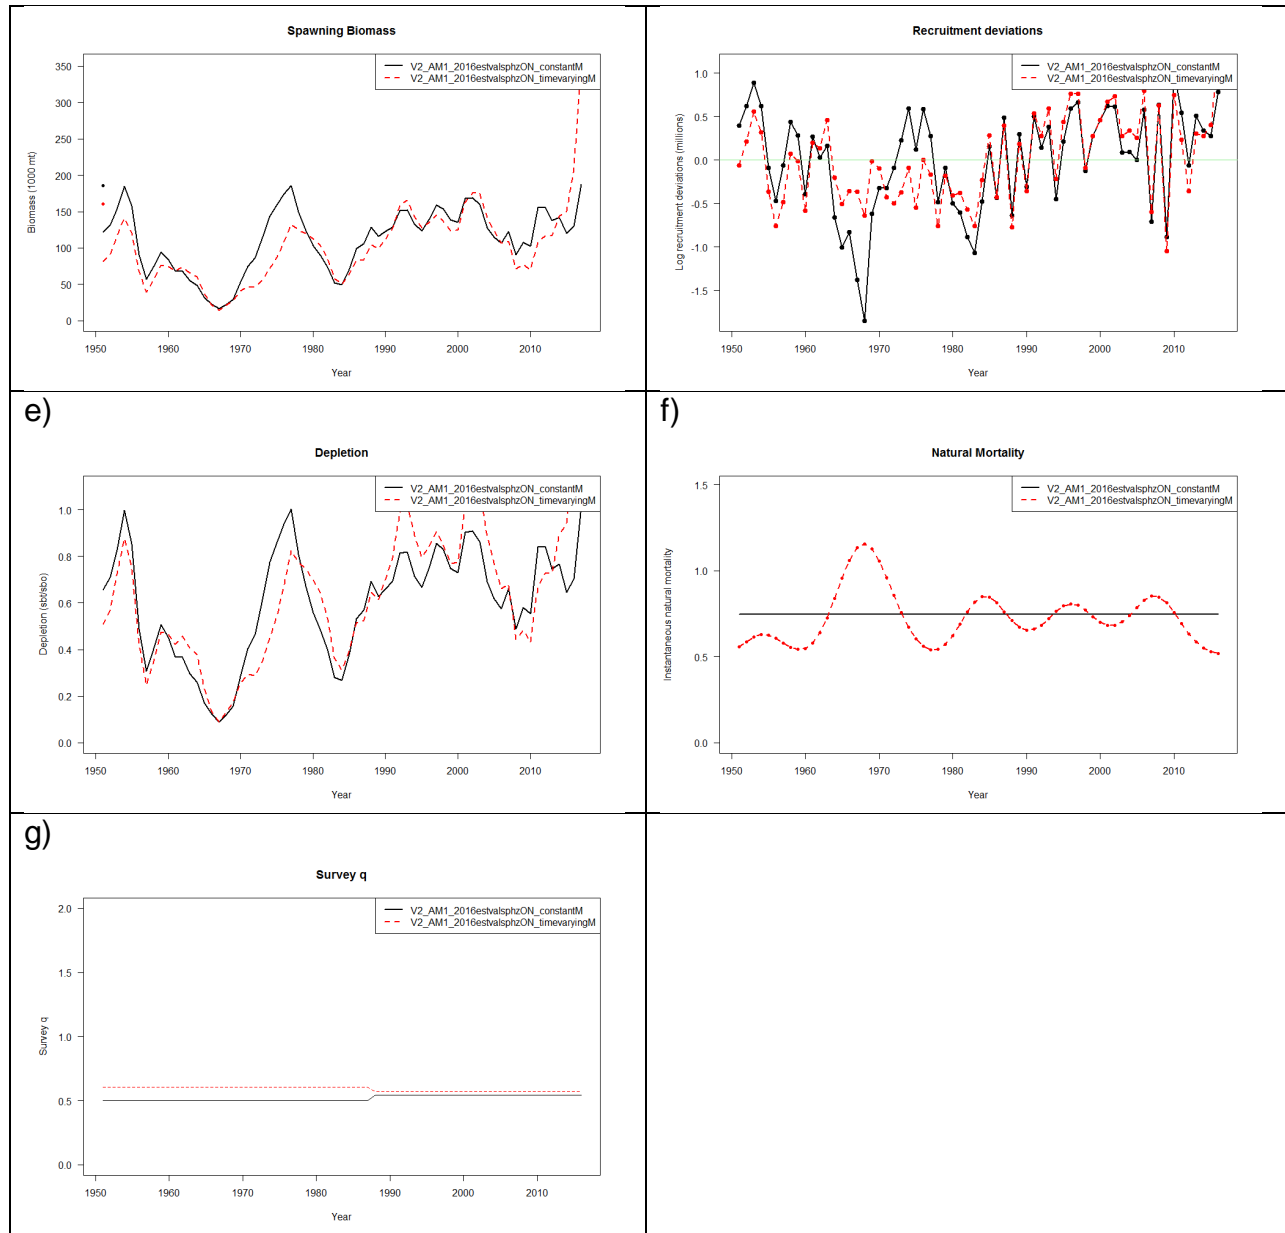 Spawning Biomass
V2_AM1_2016estvalsphzON_constantM
V2_AM1_2016estvalsphzON_timevaryingM
Biomass (1000 mt)
350
300
250
200
150
100
50
0
1950 1960 1970 1980 1990 2000 2010
Year
Recruitment deviations
V2_AM1_2016estvalsphzON_constantM
V2_AM1_2016estvalsphzON_timevaryingM
Log recruitment deviations (millions)
1.0
0.5
0.0
-0.5
-1.0
-1.5
1950 1960 1970 1980 1990 2000 2010
Year
e)
Depletion
V2_AM1_2016estvalsphzON_constantM
V2_AM1_2016estvalsphzON_timevaryingM
Depletion (sbt/sbo)
1.0
0.8
0.6
0.4
0.2
0.0
1950 1960 1970 1980 1990 2000 2010
Year
f)
Natural Mortality
V2_AM1_2016estvalsphzON_constantM
V2_AM1_2016estvalsphzON_timevaryingM
Instantaneous natural mortality
1.5
1.0
0.5
0.0
1950 1960 1970 1980 1990 2000 2010
Year
g)
Survey q
V2_AM1_2016estvalsphzON_constantM
V2_AM1_2016estvalsphzON_timevaryingM
Survey q
2.0
1.5
1.0
0.5
0.0
1950 1960 1970 1980 1990 2000 2010
Year